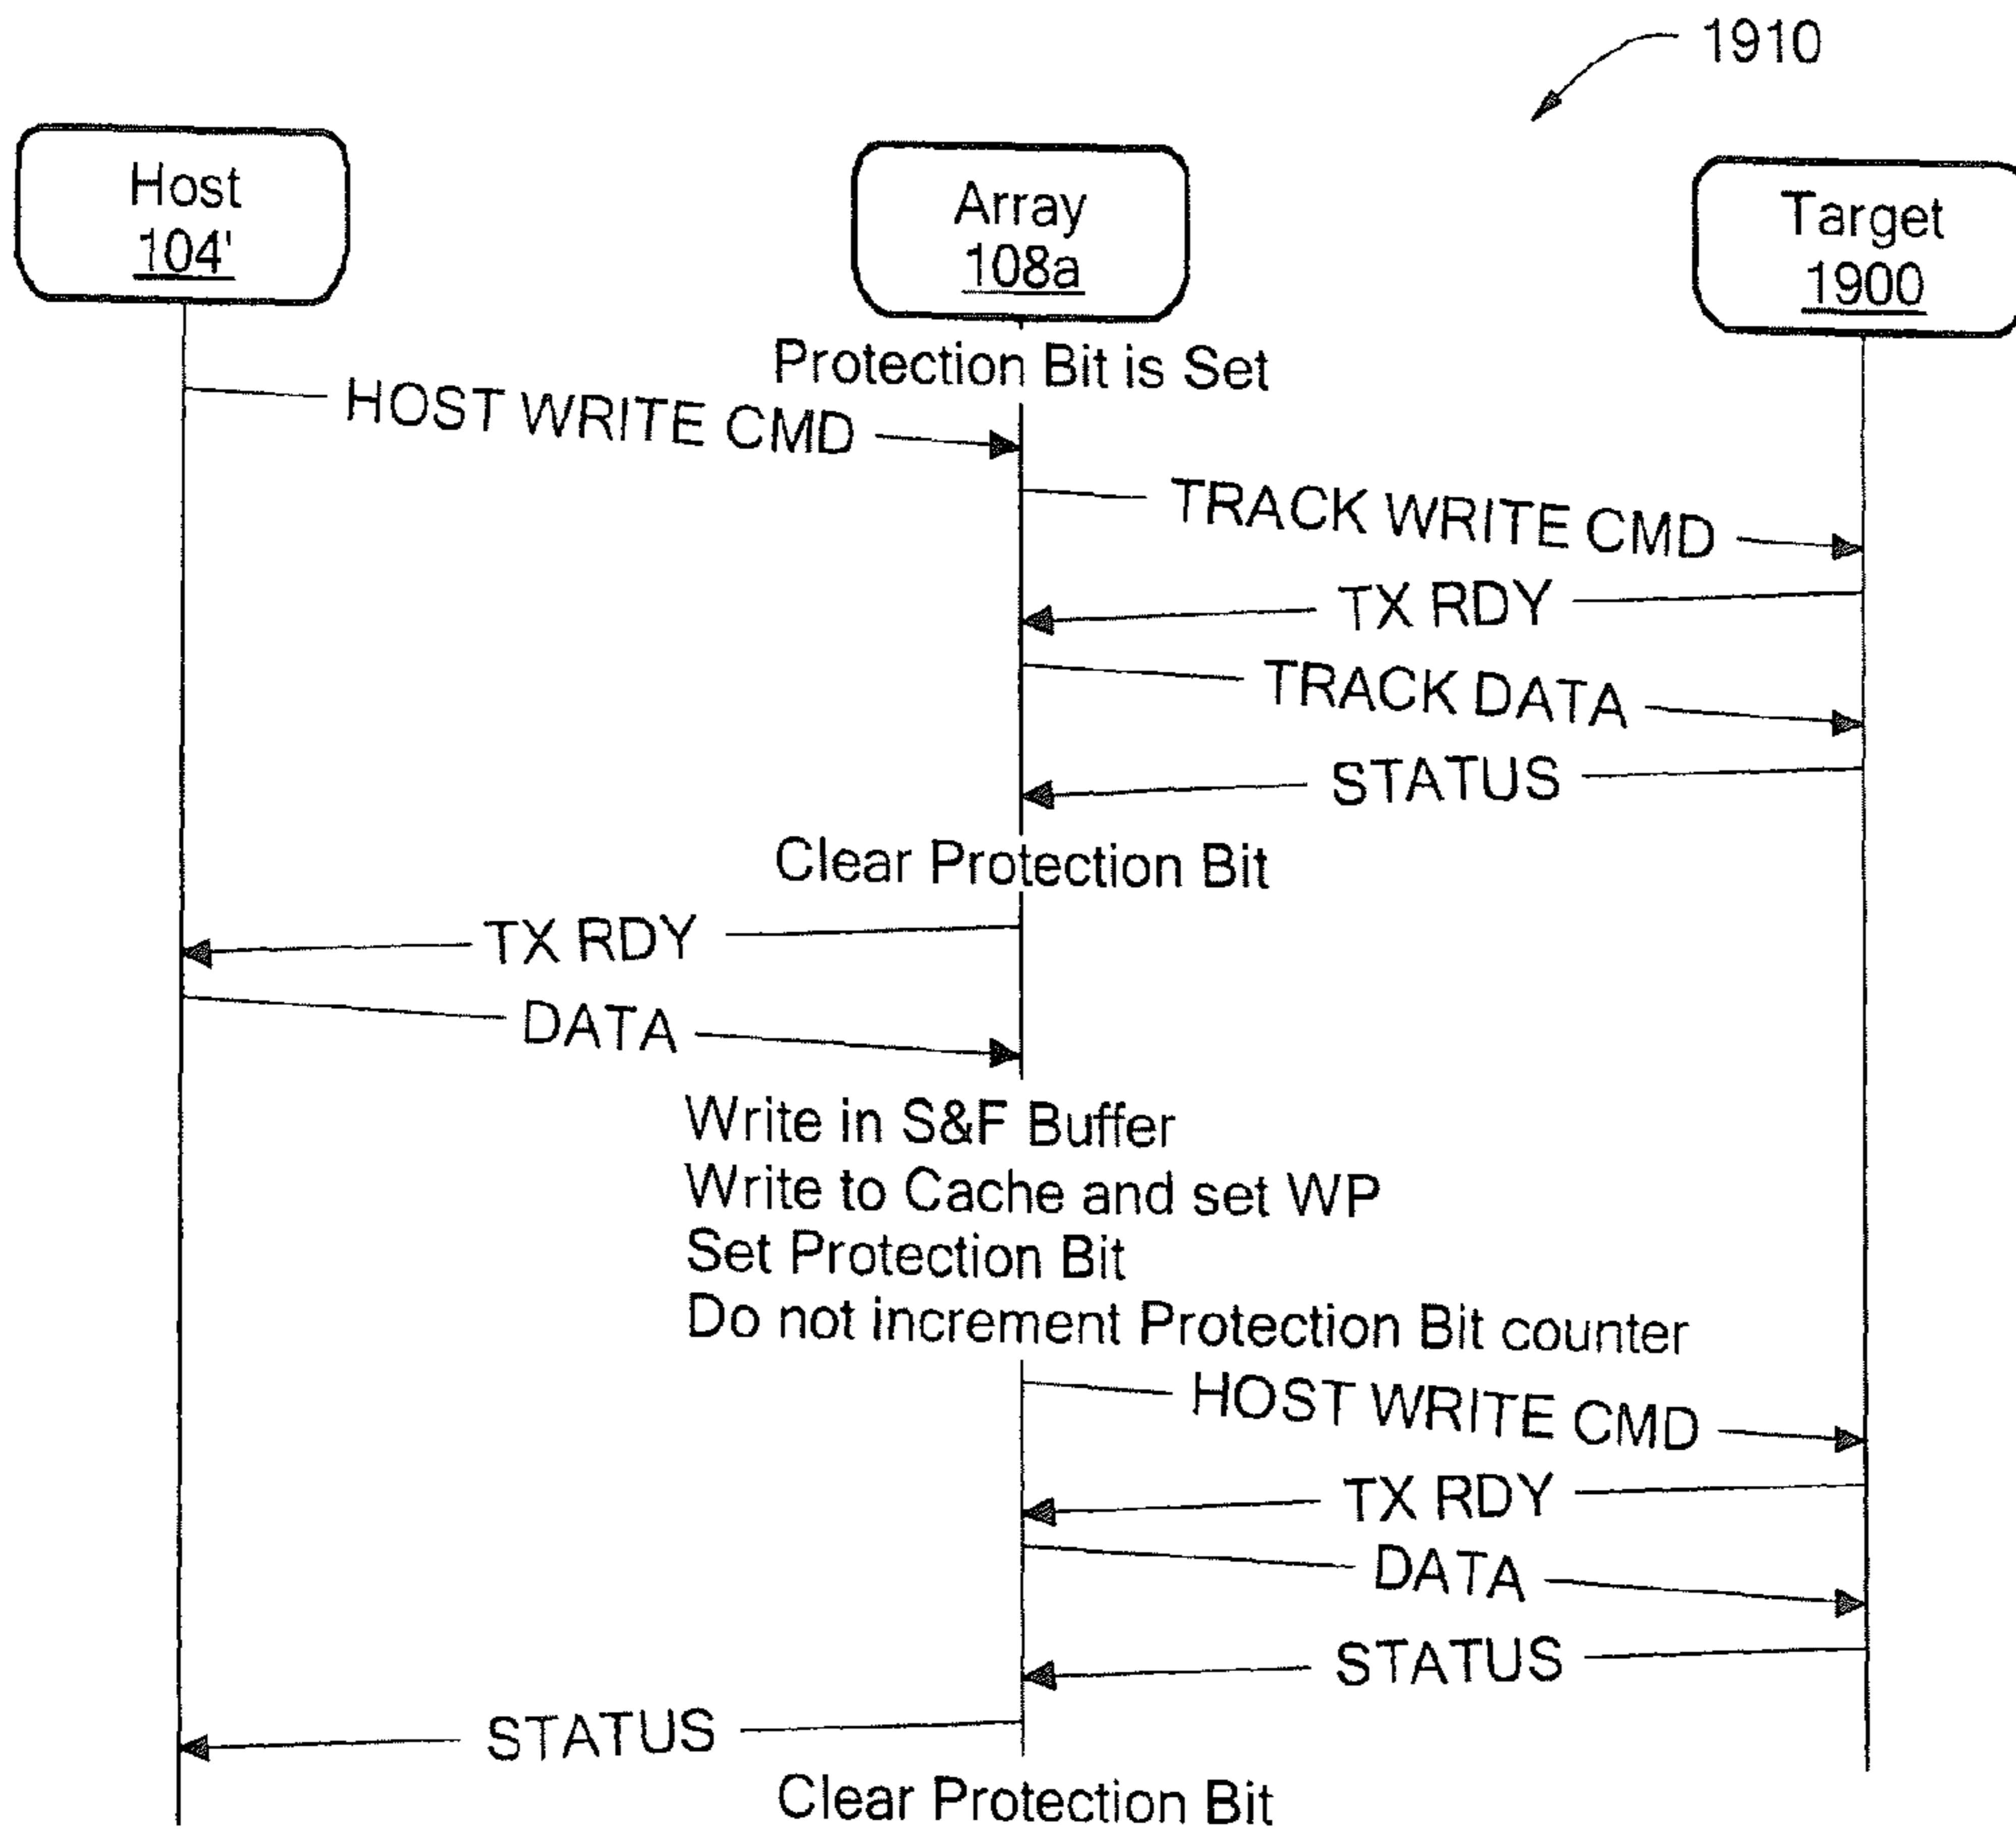 1910
Host
104'
Array
108a
Target
1900
Protection Bit is Set
HOST WRITE CMD
TRACK WRITE CMD
TX RDY
TRACK DATA
STATUS
Clear Protection Bit
TX RDY
DATA
Write in S&F Buffer
Write to Cache and set WP
Set Protection Bit
Do not increment Protection Bit counter
HOST WRITE CMD
TX RDY
DATA
STATUS
STATUS
Clear Protection Bit